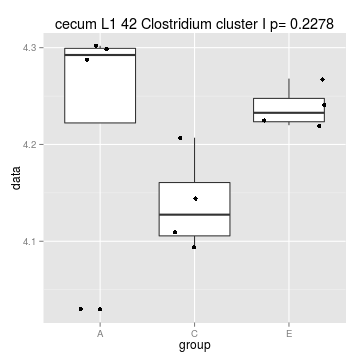 cecum L1 42 Clostridium cluster I p= 0.2278
4.3
4.2
4.1
data
A C E
group